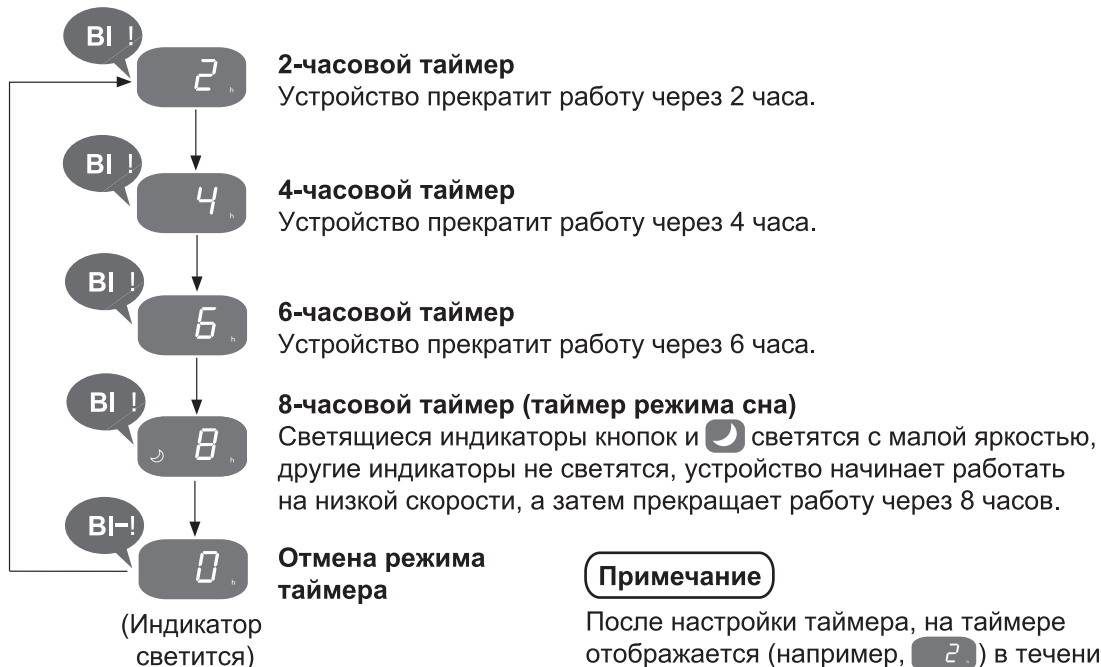 BI !
2 h
2-часовой таймер
Устройство прекратит работу через 2 часа.
BI !
4 h
4-часовой таймер
Устройство прекратит работу через 4 часа.
BI !
6 h
6-часовой таймер
Устройство прекратит работу через 6 часа.
BI !
8 h
8-часовой таймер (таймер режима сна)
Светящиеся индикаторы кнопок и светятся с малой яркостью,
другие индикаторы не светятся, устройство начинает работать
на низкой скорости, а затем прекращает работу через 8 часов.
BI–!
0 h
(Индикатор
светится)
Отмена режима
таймера
Примечание
После настройки таймера, на таймере
отображается (например, 2 h) в течени